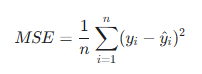 MSE = \frac{1}{n} \sum_{i=1}^{n} (y_i - \hat{y}_i)^2